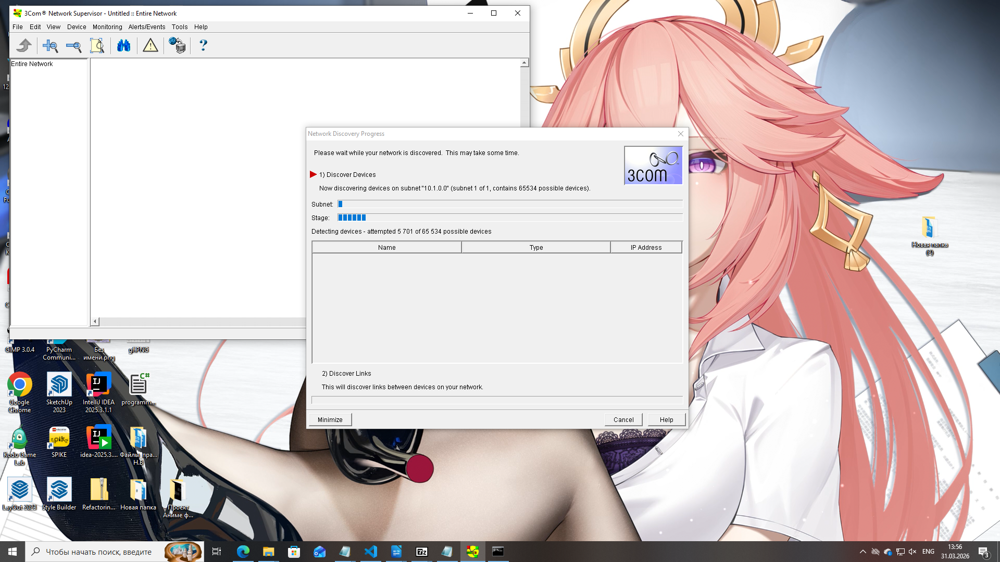 3Com® Network Supervisor - Untitled :: Entire Network
File Edit View Device Monitoring Alerts/Events Tools Help
Entire Network
Network Discovery Progress
Please wait while your network is discovered. This may take some time.
3com
1) Discover Devices
Now discovering devices on subnet "10.1.0.0" (subnet 1 of 1, contains 65534 possible devices).
Subnet:
Stage:
Detecting devices - attempted 5 701 of 65 534 possible devices
Name Type IP Address
2) Discover Links
This will discover links between devices on your network.
Minimize Cancel Help
Новая папка
(2)
GIMP 3.0.4
PyCharm
Communi...
Без
имени.png
gfIPNG
Google
Chrome
SketchUp
2023
IntelliJ IDEA
2025.3.1.1
C#
programm...
Kodu Game
Lab
SPIKE
idea-2025.3....
Файлы пра...
Н.В
LayOut 2023
Style Builder
Refactorin...
Новая папка
Проект
Аниме ф...
Чтобы начать поиск, введите
ENG
13:56
31.03.2026
3